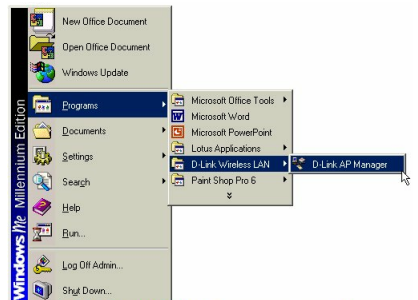 New Office Document
Open Office Document
Windows Update
Programs
Documents
Settings
Search
Help
Run...
Log Off Admin...
Shut Down...
Windows Me Millennium Edition
Microsoft Office Tools
Microsoft Word
Microsoft PowerPoint
Lotus Applications
D-Link Wireless LAN
Paint Shop Pro 6
D-Link AP Manager